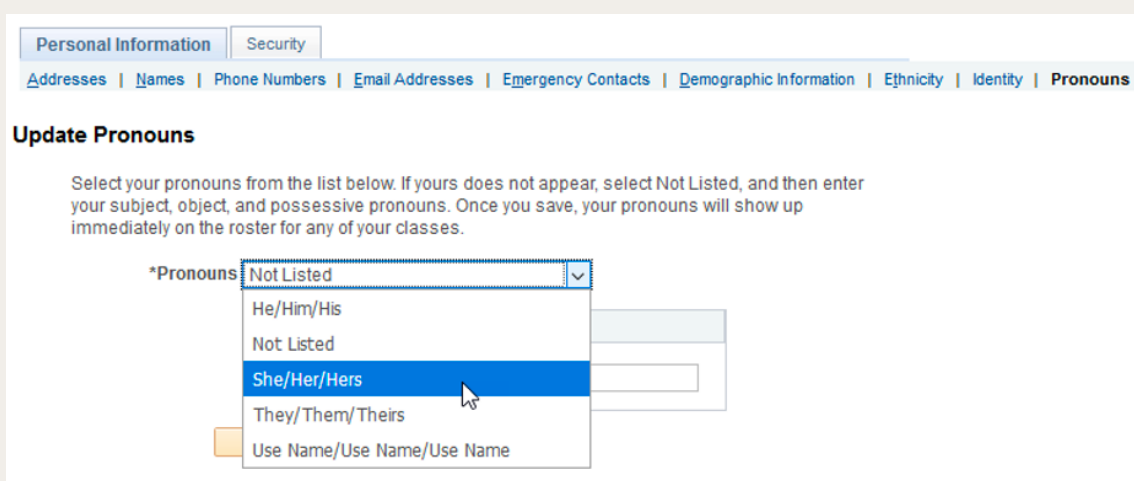 Personal Information Security
Addresses | Names | Phone Numbers | Email Addresses | Emergency Contacts | Demographic Information | Ethnicity | Identity | Pronouns
Update Pronouns
Select your pronouns from the list below. If yours does not appear, select Not Listed, and then enter
your subject, object, and possessive pronouns. Once you save, your pronouns will show up
immediately on the roster for any of your classes.
*Pronouns Not Listed
He/Him/His
Not Listed
She/Her/Hers
They/Them/Theirs
Use Name/Use Name/Use Name